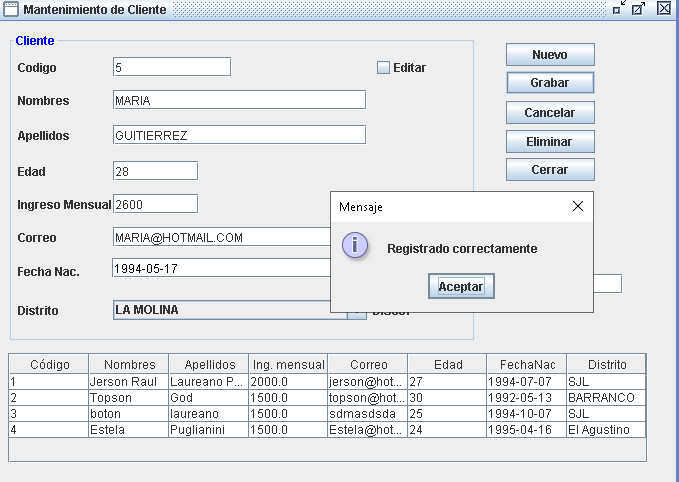 Mantenimiento de Cliente
Cliente
Codigo 5 Editar
Nombres MARIA
Apellidos GUITIERREZ
Edad 28
Ingreso Mensual 2600
Correo MARIA@HOTMAIL.COM
Fecha Nac. 1994-05-17
Distrito LA MOLINA
Nuevo
Grabar
Cancelar
Eliminar
Cerrar
Mensaje
Registrado correctamente
Aceptar
Código Nombres Apellidos Ing. mensual Correo Edad FechaNac Distrito
1 Jerson Raul Laureano P... 2000.0 jerson@hot... 27 1994-07-07 SJL
2 Topson God 1500.0 topson@hot... 30 1992-05-13 BARRANCO
3 boton laureano 1500.0 sdmasdsda 25 1994-10-07 SJL
4 Estela Puglianini 1500.0 Estela@hot... 24 1995-04-16 El Agustino